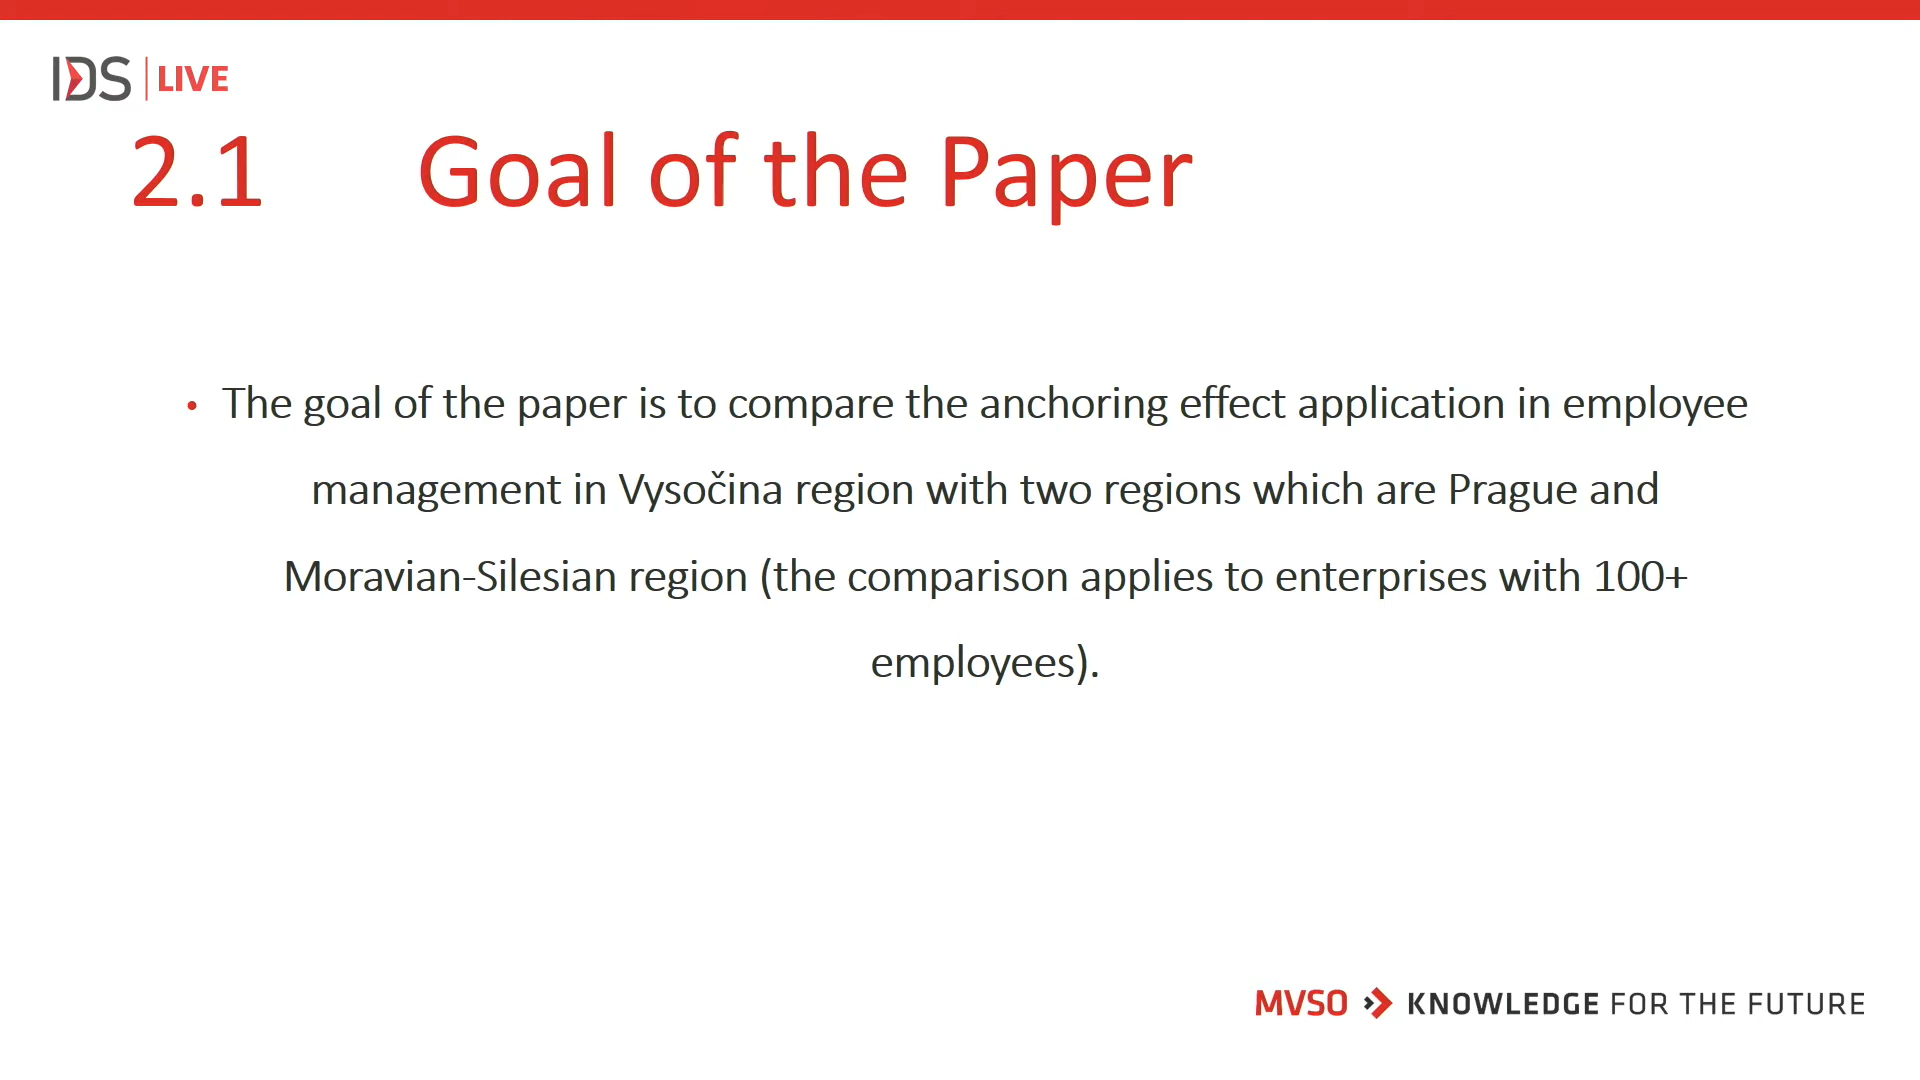 IDS LIVE
2.1 Goal of the Paper
• The goal of the paper is to compare the anchoring effect application in employee
management in Vysočina region with two regions which are Prague and
Moravian-Silesian region (the comparison applies to enterprises with 100+
employees).
MVSO KNOWLEDGE FOR THE FUTURE